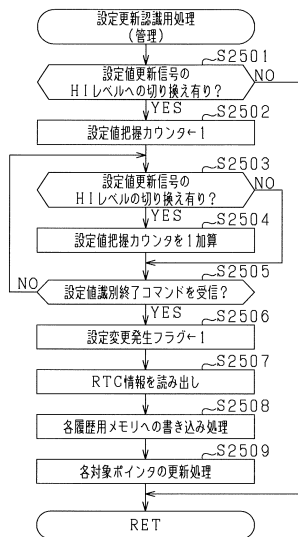 設定更新認識用処理
(管理)
S2501
設定値更新信号の
HIレベルへの切り換え有り?
NO
YES
S2502
設定値把握カウンタ←1
S2503
設定値更新信号の
HIレベルの切り換え有り?
NO
YES
S2504
設定値把握カウンタを1加算
S2505
NO
設定値識別終了コマンドを受信?
YES
S2506
設定変更発生フラグ←1
S2507
RTC情報を読み出し
S2508
各履歴用メモリへの書き込み処理
S2509
各対象ポインタの更新処理
RET